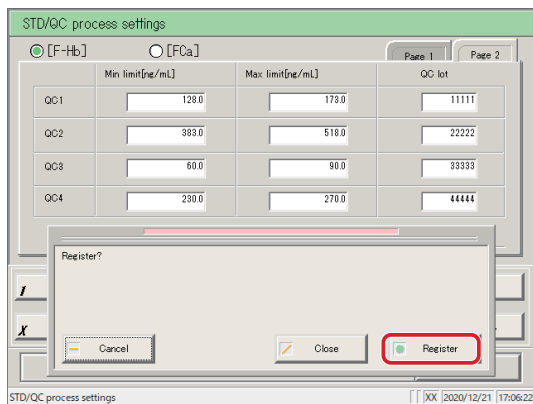 STD/QC process settings
[F-Hb] [FCa] Page 1 Page 2
Min limit[ng/mL] Max limit[ng/mL] QC lot
QC1 128.0 173.0 11111
QC2 383.0 518.0 22222
QC3 60.0 90.0 33333
QC4 230.0 270.0 44444
Register?
1
X
Cancel Close Register
STD/QC process settings XX 2020/12/21 17:06:22